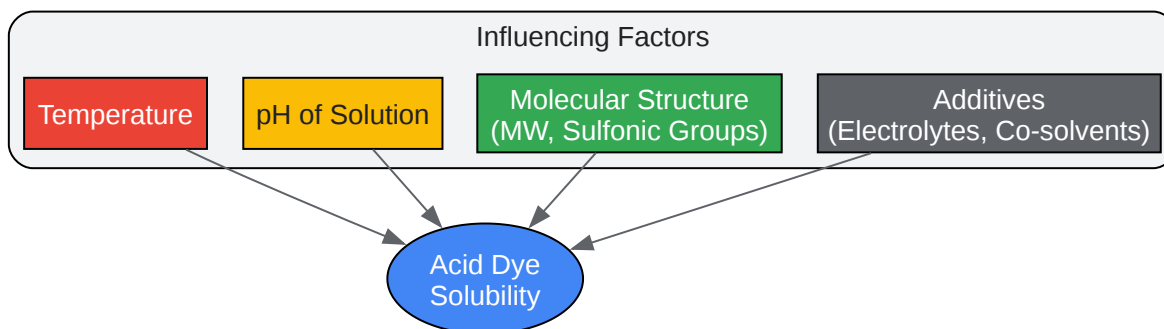 Influencing Factors
Temperature
pH of Solution
Molecular Structure
(MW, Sulfonic Groups)
Additives
(Electrolytes, Co-solvents)
Acid Dye
Solubility